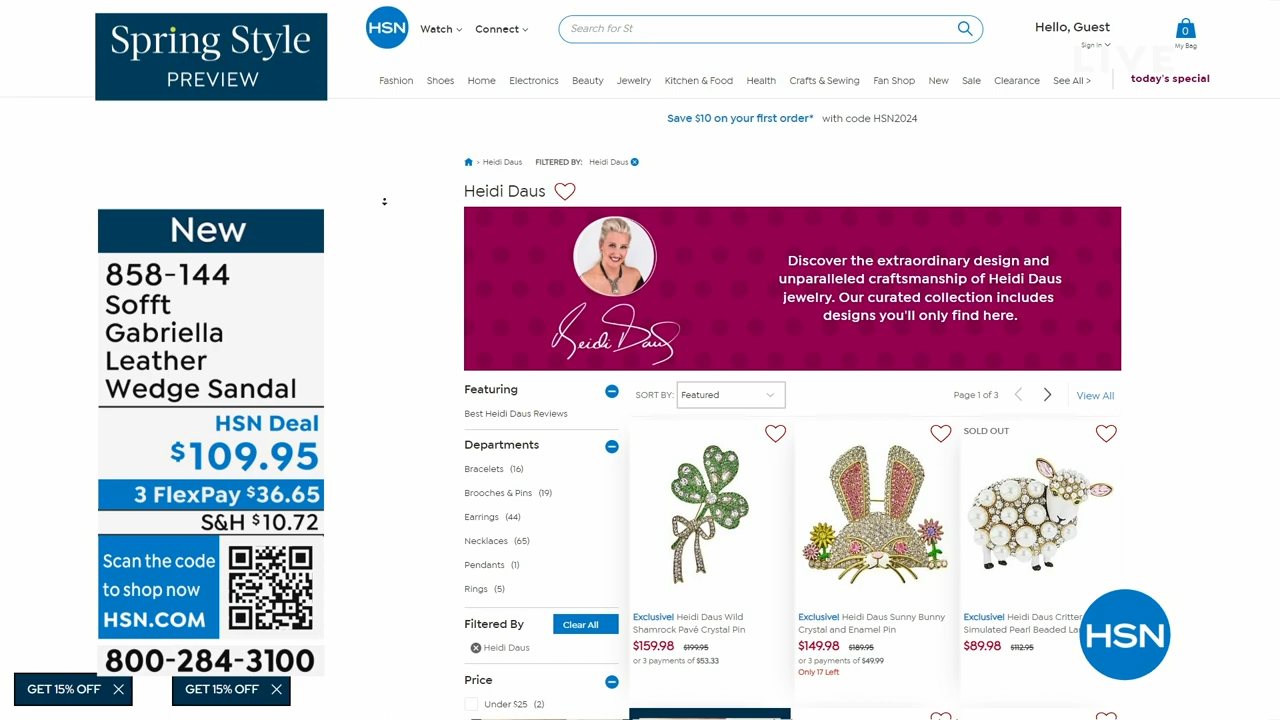 Spring Style
PREVIEW
HSN
Watch
Connect
Search for St
Hello, Guest
Sign In
0
My Bag
LIVE
Fashion Shoes Home Electronics Beauty Jewelry Kitchen & Food Health Crafts & Sewing Fan Shop New Sale Clearance See All >
today's special
Save $10 on your first order* with code HSN2024
> Heidi Daus FILTERED BY: Heidi Daus
Heidi Daus
Discover the extraordinary design and
unparalleled craftsmanship of Heidi Daus
jewelry. Our curated collection includes
designs you'll only find here.
Heidi Daus
New
858-144
Sofft
Gabriella
Leather
Wedge Sandal
HSN Deal
$109.95
3 FlexPay $36.65
S&H $10.72
Scan the code
to shop now
HSN.COM
800-284-3100
GET 15% OFF
GET 15% OFF
Featuring
Best Heidi Daus Reviews
Departments
Bracelets (16)
Brooches & Pins (19)
Earrings (44)
Necklaces (65)
Pendants (1)
Rings (5)
Filtered By
Clear All
Heidi Daus
Price
Under $25 (2)
SORT BY: Featured
Page 1 of 3
View All
Exclusive! Heidi Daus Wild
Shamrock Pavé Crystal Pin
$159.98 $199.95
or 3 payments of $53.33
Exclusive! Heidi Daus Sunny Bunny
Crystal and Enamel Pin
$149.98 $189.95
or 3 payments of $49.99
Only 17 Left
SOLD OUT
Exclusive! Heidi Daus Critter
Simulated Pearl Beaded La
$89.98 $112.95
HSN